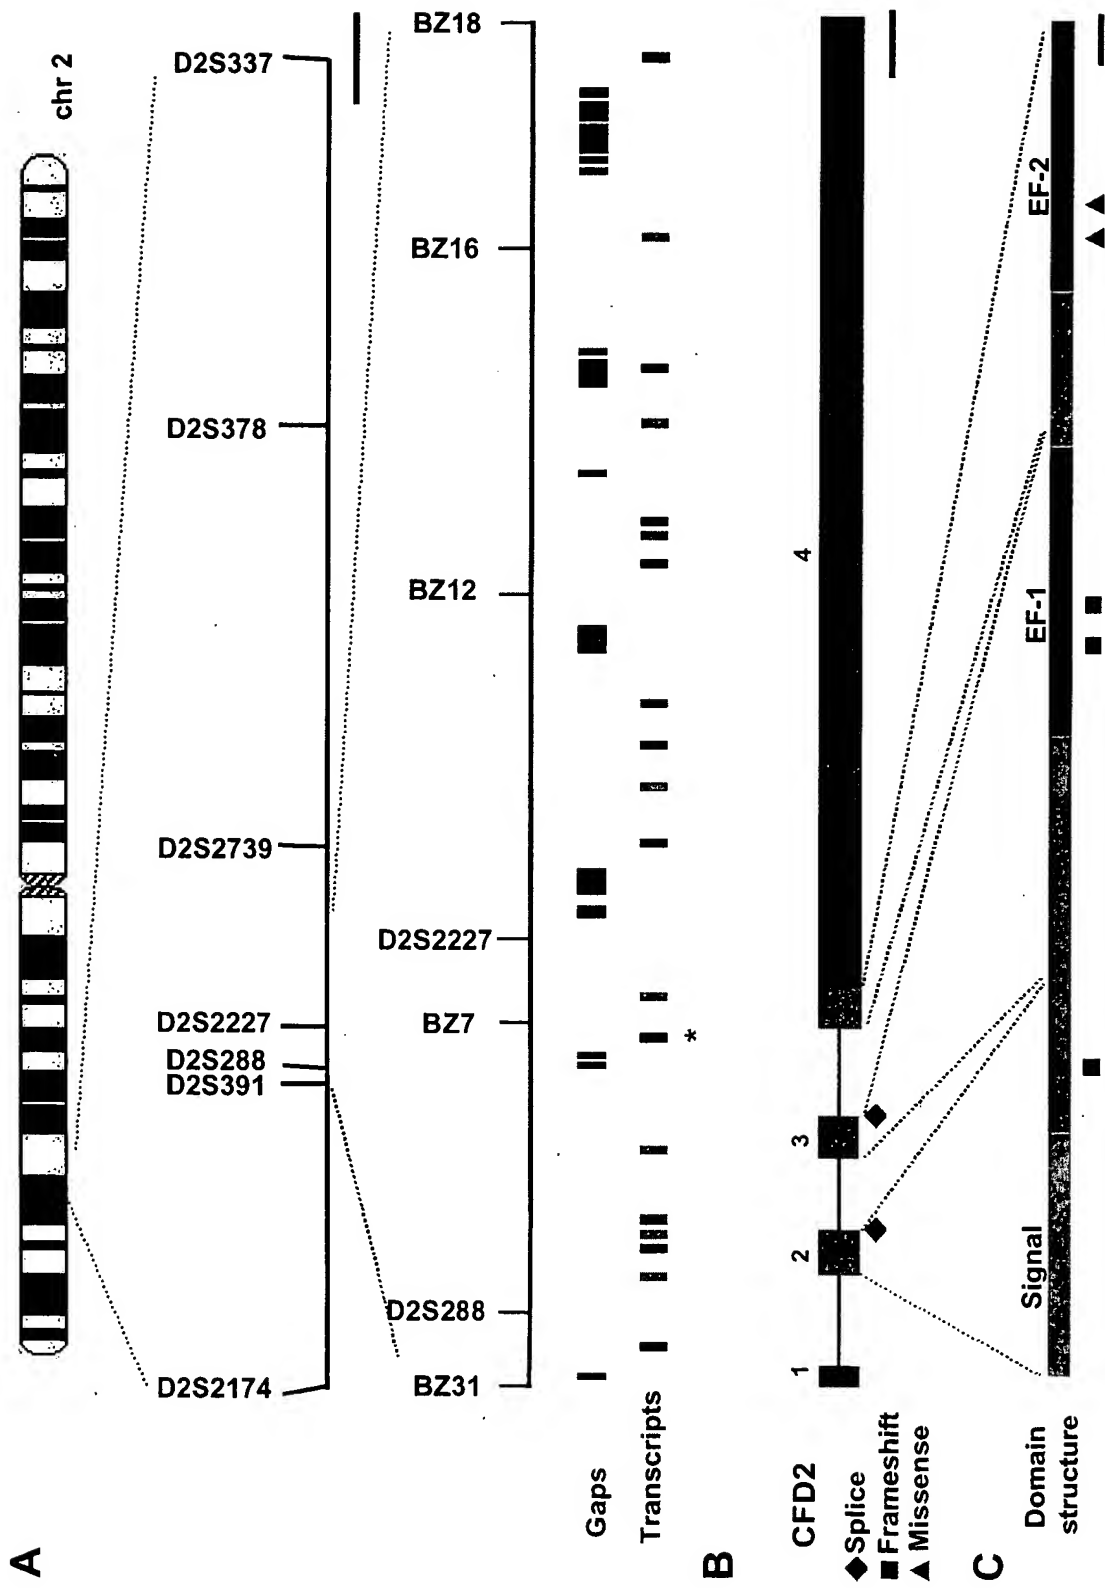 A
chr 2
D2S2174
D2S391
D2S288
D2S2227
D2S2739
D2S378
D2S337
BZ31
D2S288
BZ7
D2S2227
BZ12
BZ16
BZ18
Gaps
Transcripts
*
B
CFD2
1
2
3
4
Splice
Frameshift
Missense
C
Signal
EF-1
EF-2
Domain
structure